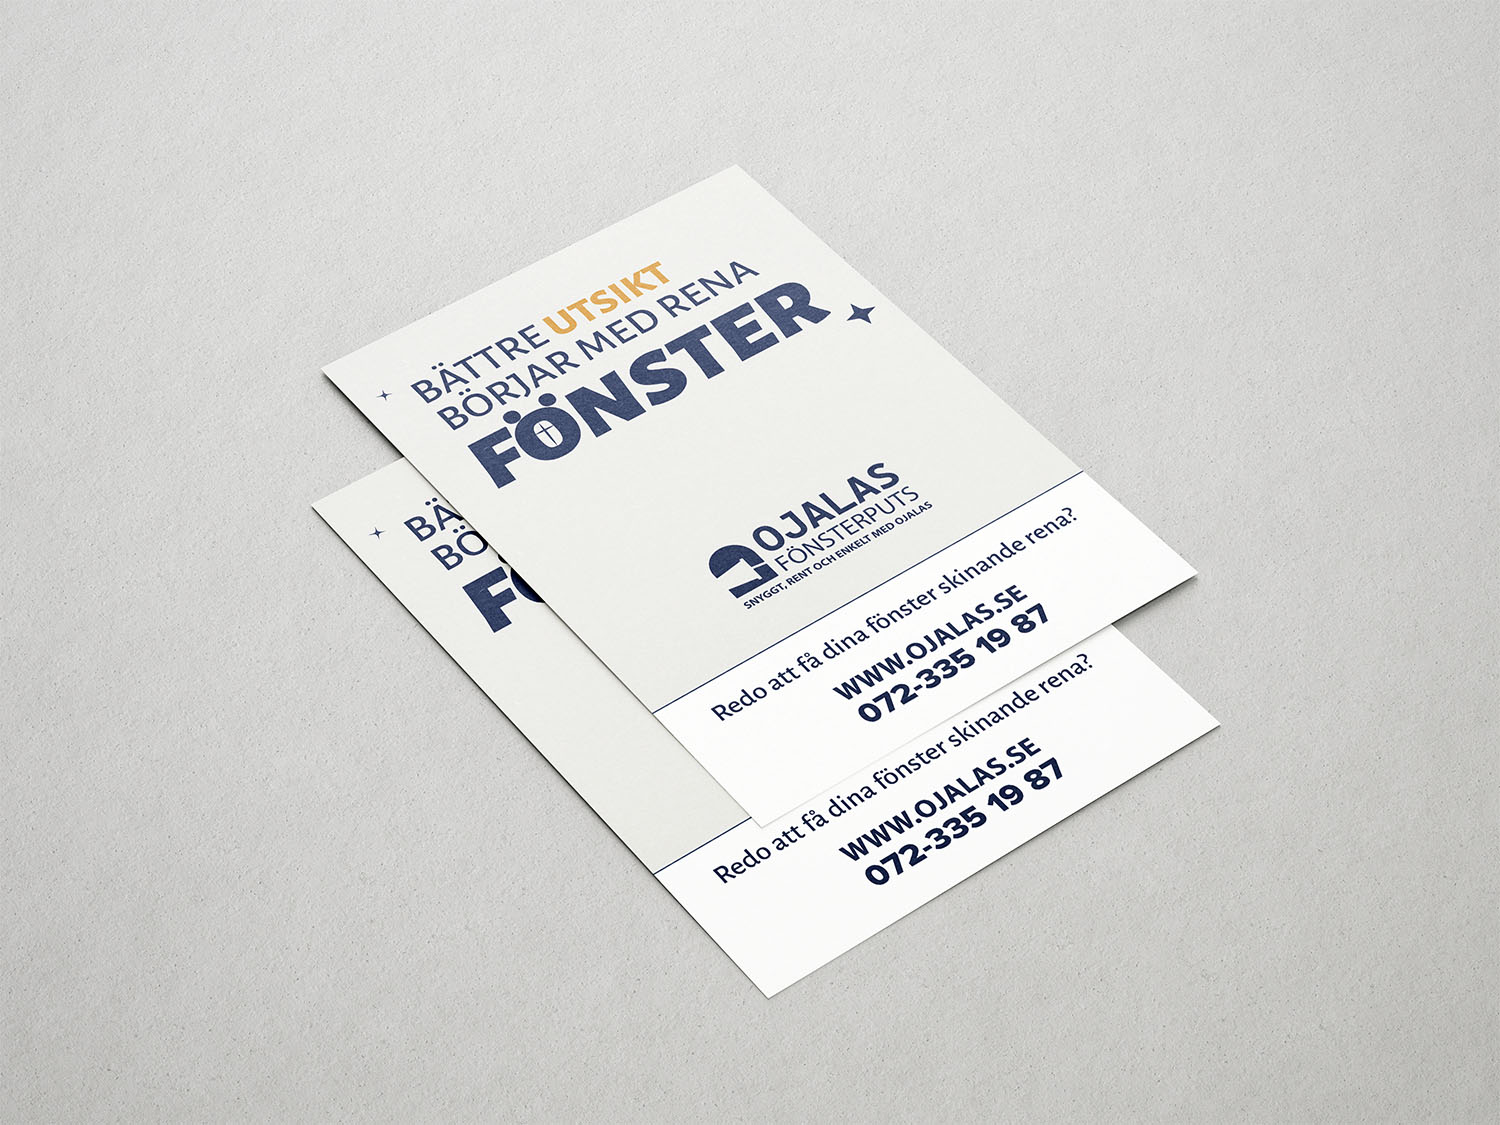 BÄTTRE UTSIKT
BÖRJAR MED RENA
FÖNSTER
OJALAS
FÖNSTERPUTS
SNYGGT, RENT OCH ENKELT MED OJALAS
Redo att få dina fönster skinande rena?
WWW.OJALAS.SE
072-335 19 87
BÄ
BÖ
FÖ
Redo att få dina fönster skinande rena?
WWW.OJALAS.SE
072-335 19 87